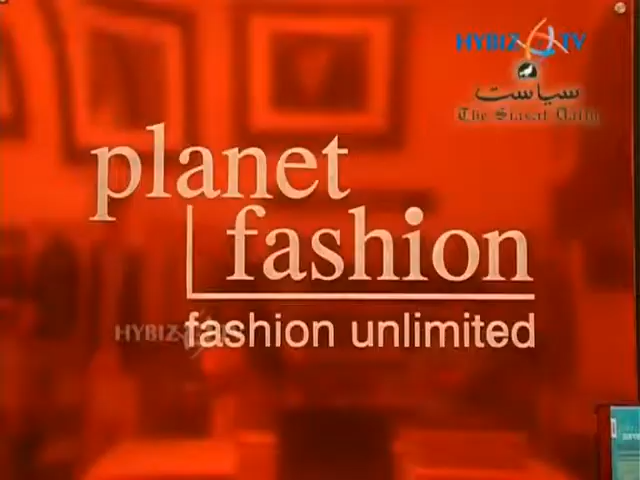 HYBIZ TV
سیاست
The Siasat Daily
planet
fashion
HYBIZ
fashion unlimited